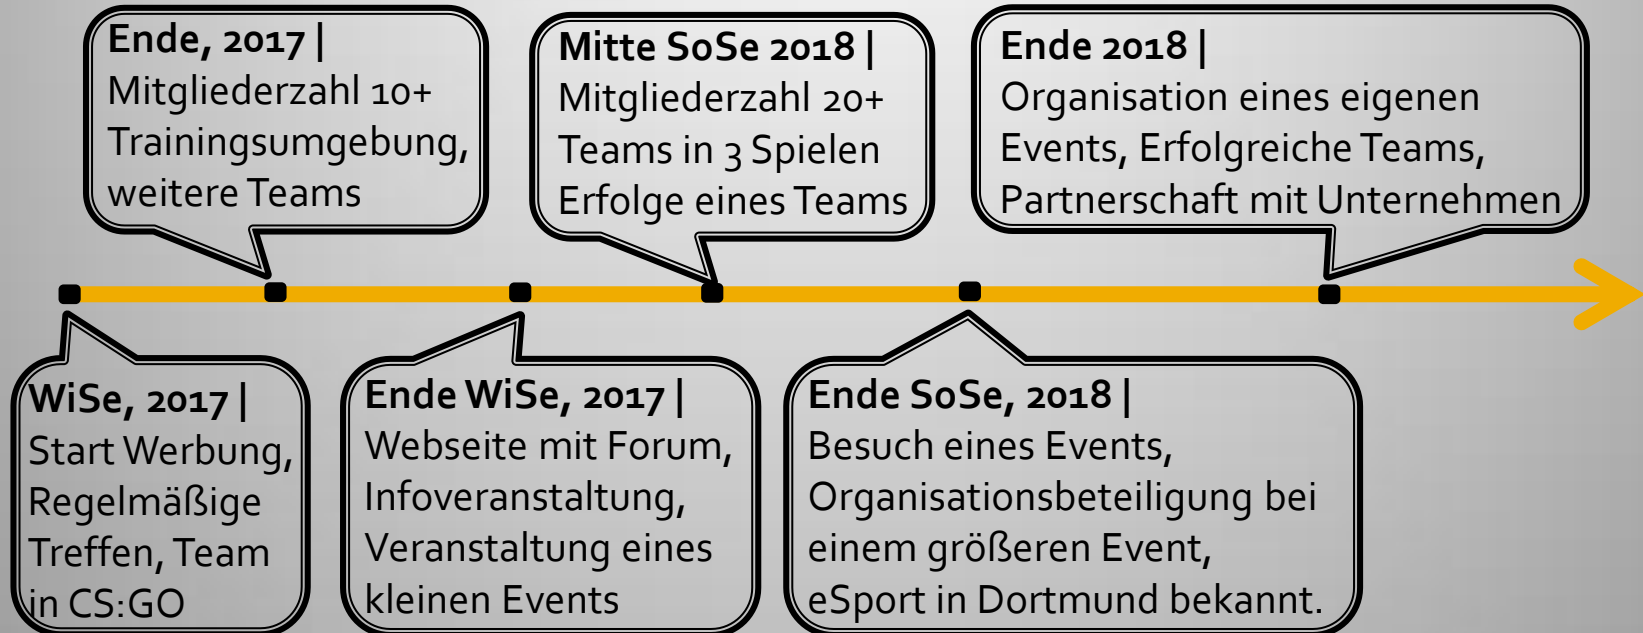 Ende, 2017 |
Mitgliederzahl 10+
Trainingsumgebung,
weitere Teams
Mitte SoSe 2018 |
Mitgliederzahl 20+
Teams in 3 Spielen
Erfolge eines Teams
Ende 2018 |
Organisation eines eigenen
Events, Erfolgreiche Teams,
Partnerschaft mit Unternehmen
WiSe, 2017 |
Start Werbung,
Regelmäßige
Treffen, Team
in CS:GO
Ende WiSe, 2017 |
Webseite mit Forum,
Infoveranstaltung,
Veranstaltung eines
kleinen Events
Ende SoSe, 2018 |
Besuch eines Events,
Organisationsbeteiligung bei
einem größeren Event,
eSport in Dortmund bekannt.